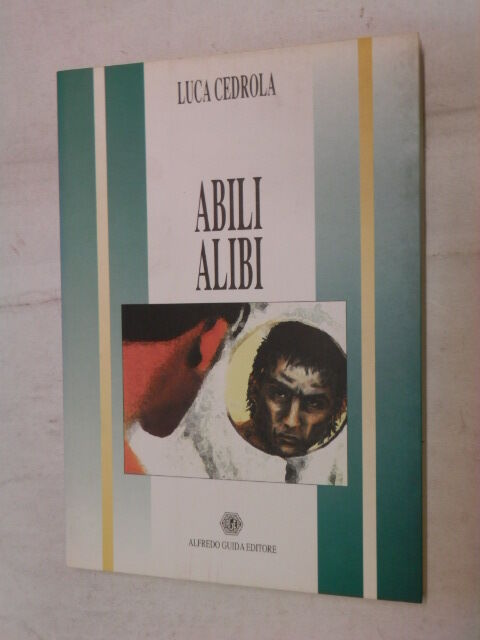 LUCA CEDROLA
ABILI
ALIBI
ALFREDO GUIDA EDITORE